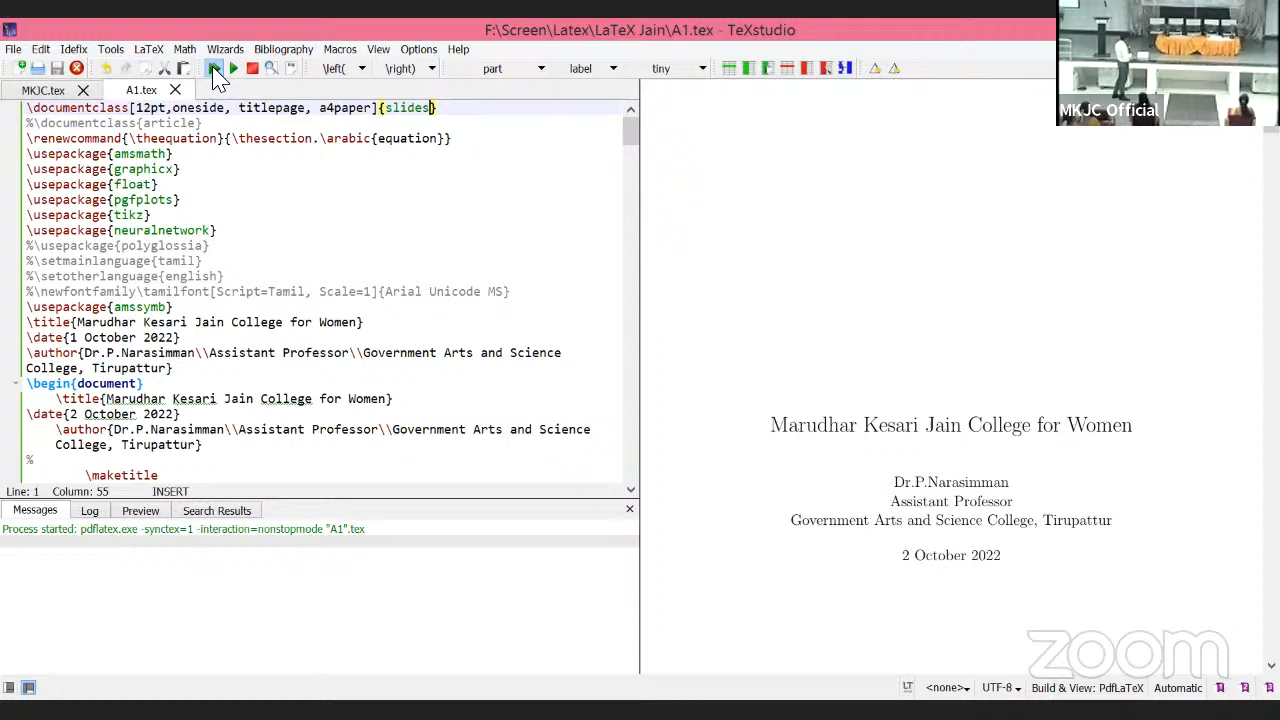 F:\Screen\Latex\LaTeX Jain\A1.tex - TeXstudio
File Edit Idefix Tools LaTeX Math Wizards Bibliography Macros View Options Help
\left( \right) part label tiny
MKJC.tex A1.tex
\documentclass[12pt,oneside, titlepage, a4paper]{slides}
%\documentclass{article}
\renewcommand{\theequation}{\thesection.\arabic{equation}}
\usepackage{amsmath}
\usepackage{graphicx}
\usepackage{float}
\usepackage{pgfplots}
\usepackage{tikz}
\usepackage{neuralnetwork}
%\usepackage{polyglossia}
%\setmainlanguage{tamil}
%\setotherlanguage{english}
%\newfontfamily\tamilfont[Script=Tamil, Scale=1]{Arial Unicode MS}
\usepackage{amssymb}
\title{Marudhar Kesari Jain College for Women}
\date{1 October 2022}
\author{Dr.P.Narasimman\\Assistant Professor\\Government Arts and Science
College, Tirupattur}
\begin{document}
\title{Marudhar Kesari Jain College for Women}
\date{2 October 2022}
\author{Dr.P.Narasimman\\Assistant Professor\\Government Arts and Science
College, Tirupattur}
%
\maketitle
Line: 1 Column: 55 INSERT
Messages Log Preview Search Results
Process started: pdflatex.exe -synctex=1 -interaction=nonstopmode "A1".tex
Marudhar Kesari Jain College for Women
Dr.P.Narasimman
Assistant Professor
Government Arts and Science College, Tirupattur
2 October 2022
MKJC Official
zoom
LT <none> UTF-8 Build & View: PdfLaTeX Automatic